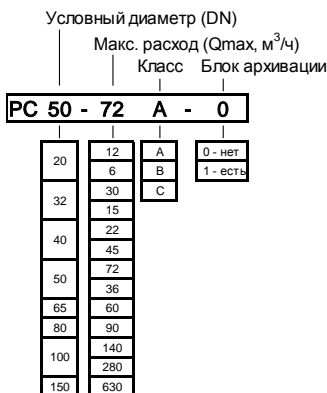 Условный диаметр (DN)
Макс. расход (Qmax, м³/ч)
Класс Блок архивации
РС 50 - 72 А - 0
20 12 А 0 - нет
6 В 1 - есть
32 30 С
15
40 22
45
50 72
36
65 60
80 90
100 140
280
150 630